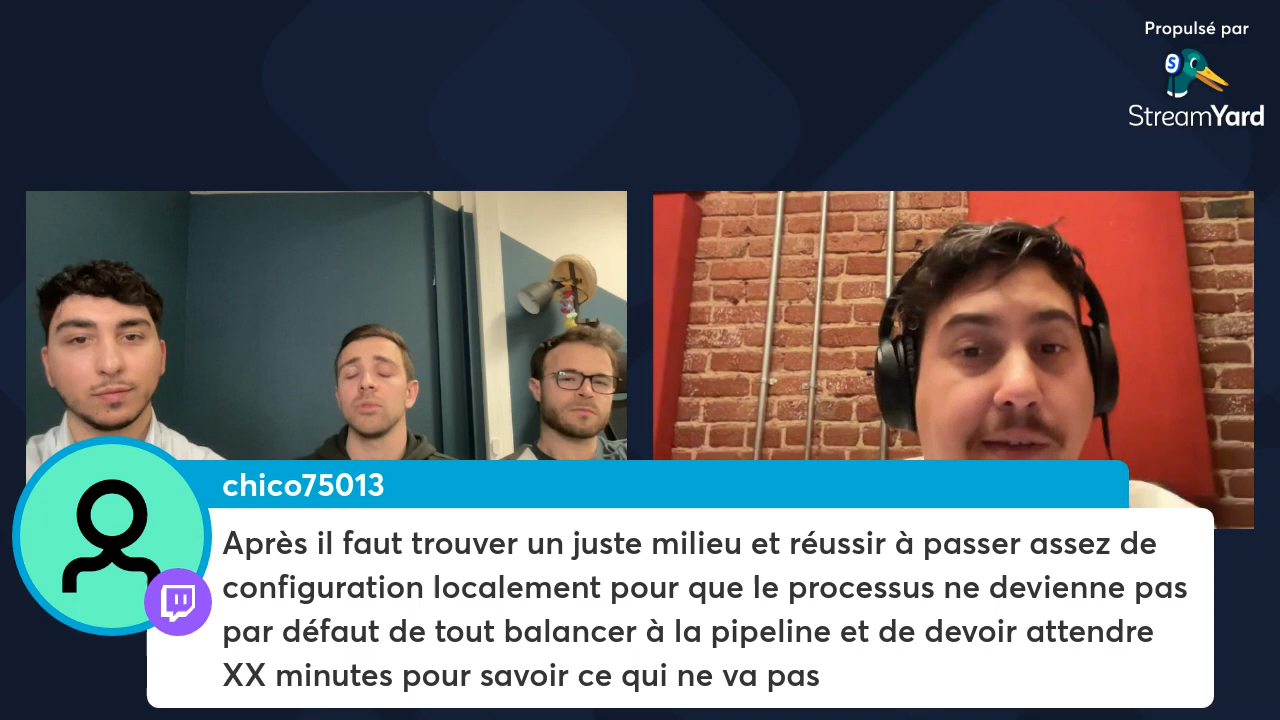 Propulsé par
StreamYard
chico75013
Après il faut trouver un juste milieu et réussir à passer assez de
configuration localement pour que le processus ne devienne pas
par défaut de tout balancer à la pipeline et de devoir attendre
XX minutes pour savoir ce qui ne va pas